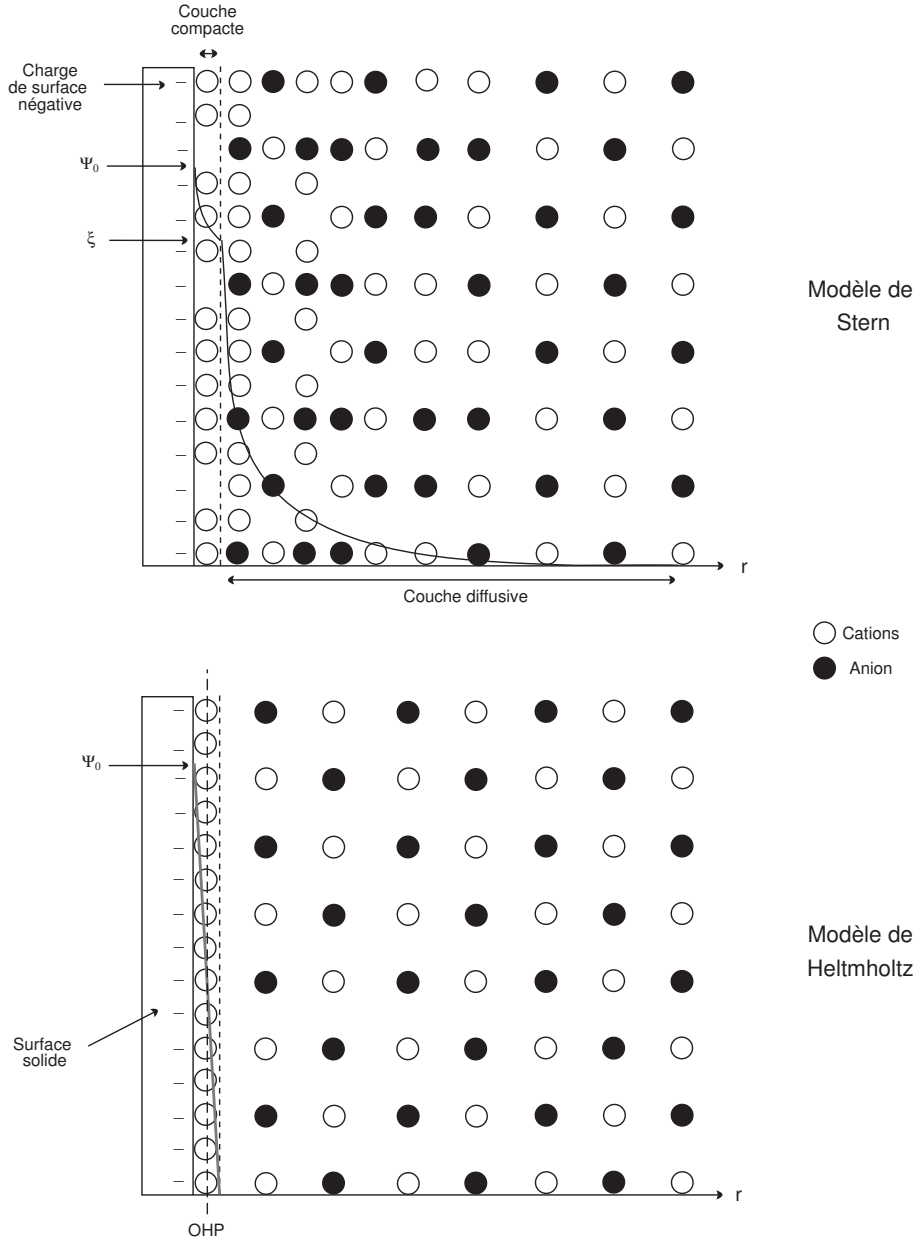 Couche
compacte
Charge
de surface
négative
Ψ0
ξ
Modèle de
Stern
r
Couche diffusive
Cations
Anion
Ψ0
Modèle de
Heltmholtz
Surface
solide
r
OHP